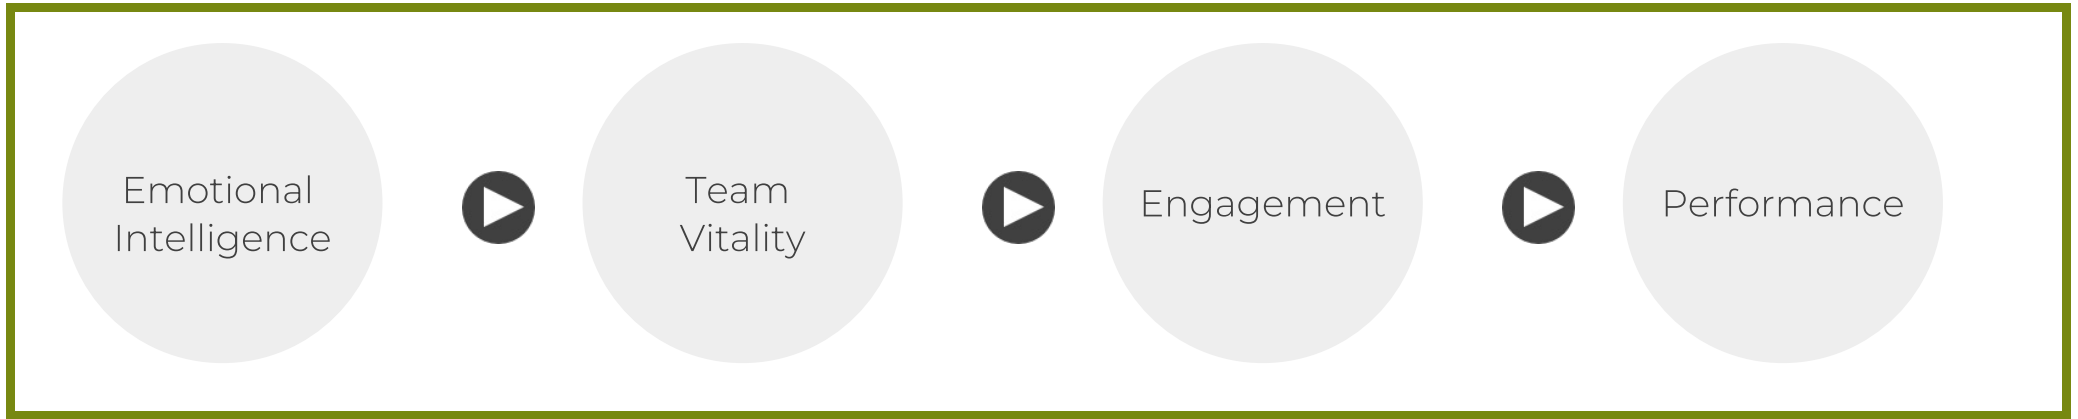 Emotional
Intelligence
Team
Vitality
Engagement
Performance